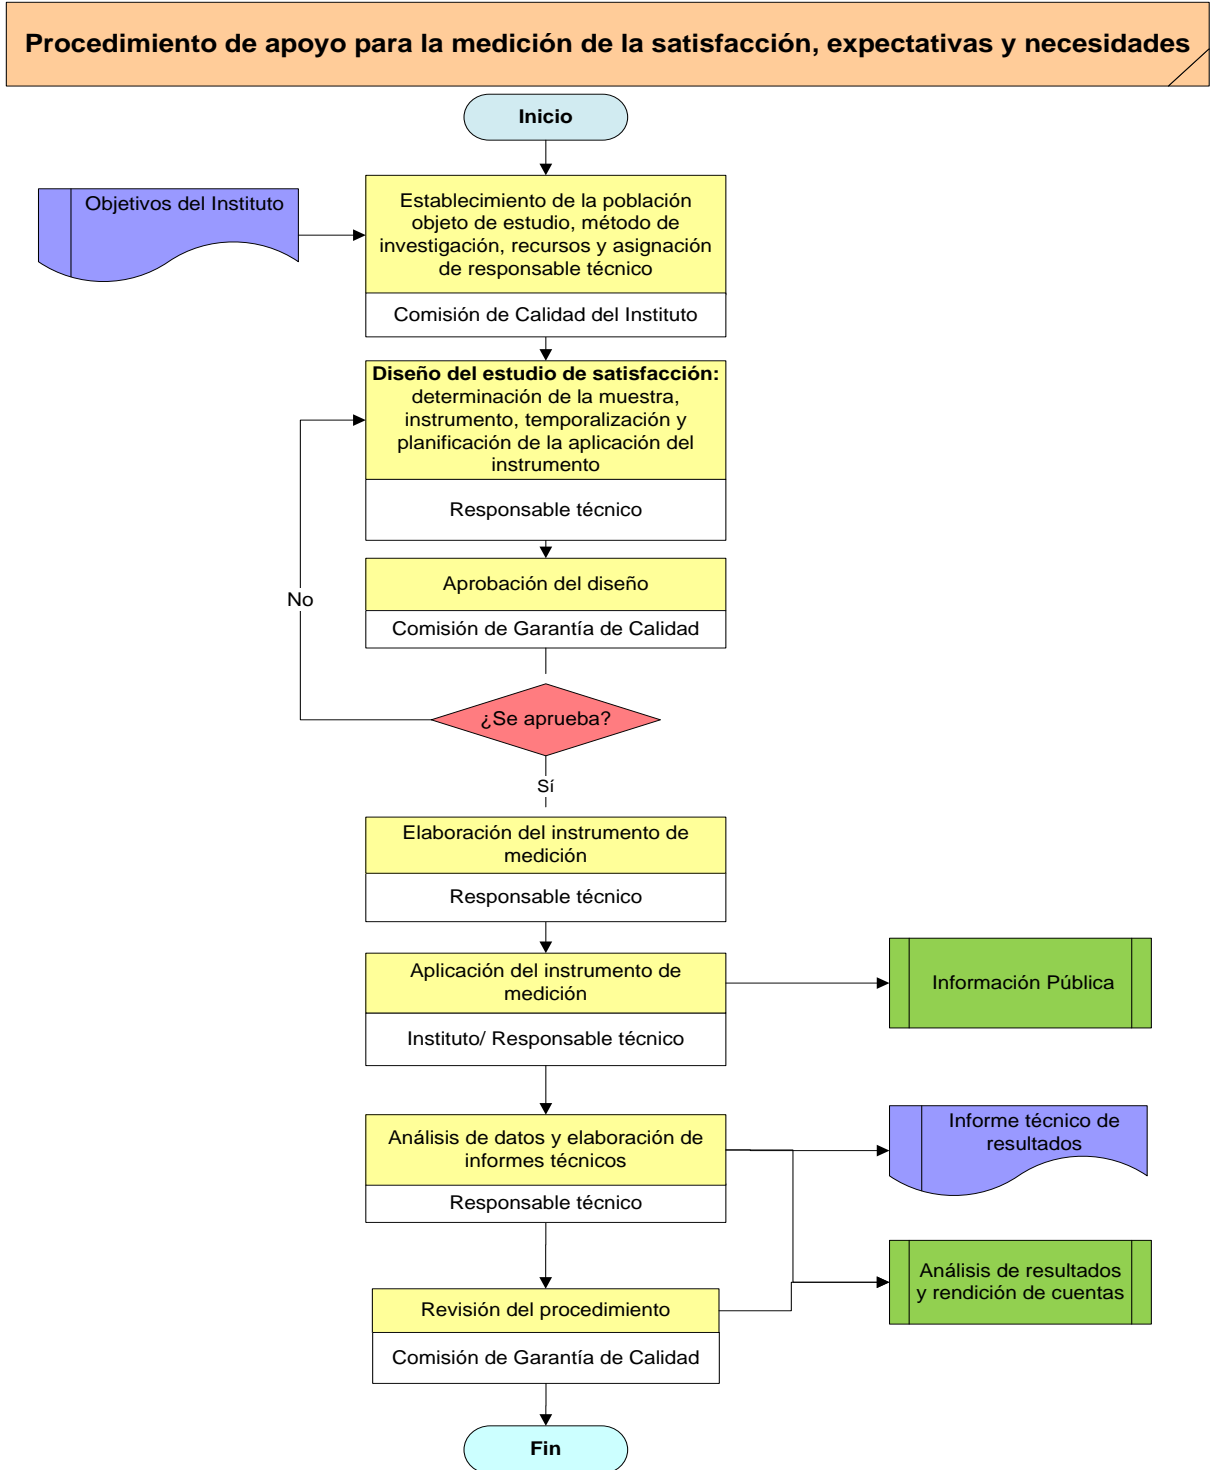 Procedimiento de apoyo para la medición de la satisfacción, expectativas y necesidades
Inicio
Objetivos del Instituto
Establecimiento de la población
objeto de estudio, método de
investigación, recursos y asignación
de responsable técnico
Comisión de Calidad del Instituto
Diseño del estudio de satisfacción:
determinación de la muestra,
instrumento, temporalización y
planificación de la aplicación del
instrumento
Responsable técnico
Aprobación del diseño
Comisión de Garantía de Calidad
No
¿Se aprueba?
Sí
Elaboración del instrumento de
medición
Responsable técnico
Aplicación del instrumento de
medición
Instituto/ Responsable técnico
Información Pública
Análisis de datos y elaboración de
informes técnicos
Responsable técnico
Informe técnico de
resultados
Análisis de resultados
y rendición de cuentas
Revisión del procedimiento
Comisión de Garantía de Calidad
Fin